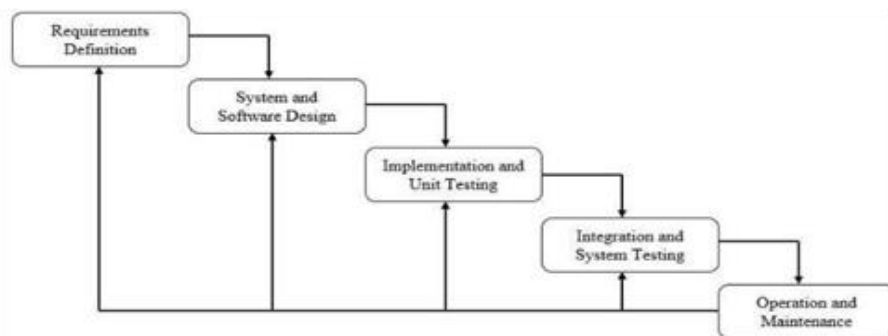 Requirements
Definition
System and
Software Design
Implementation and
Unit Testing
Integration and
System Testing
Operation and
Maintenance